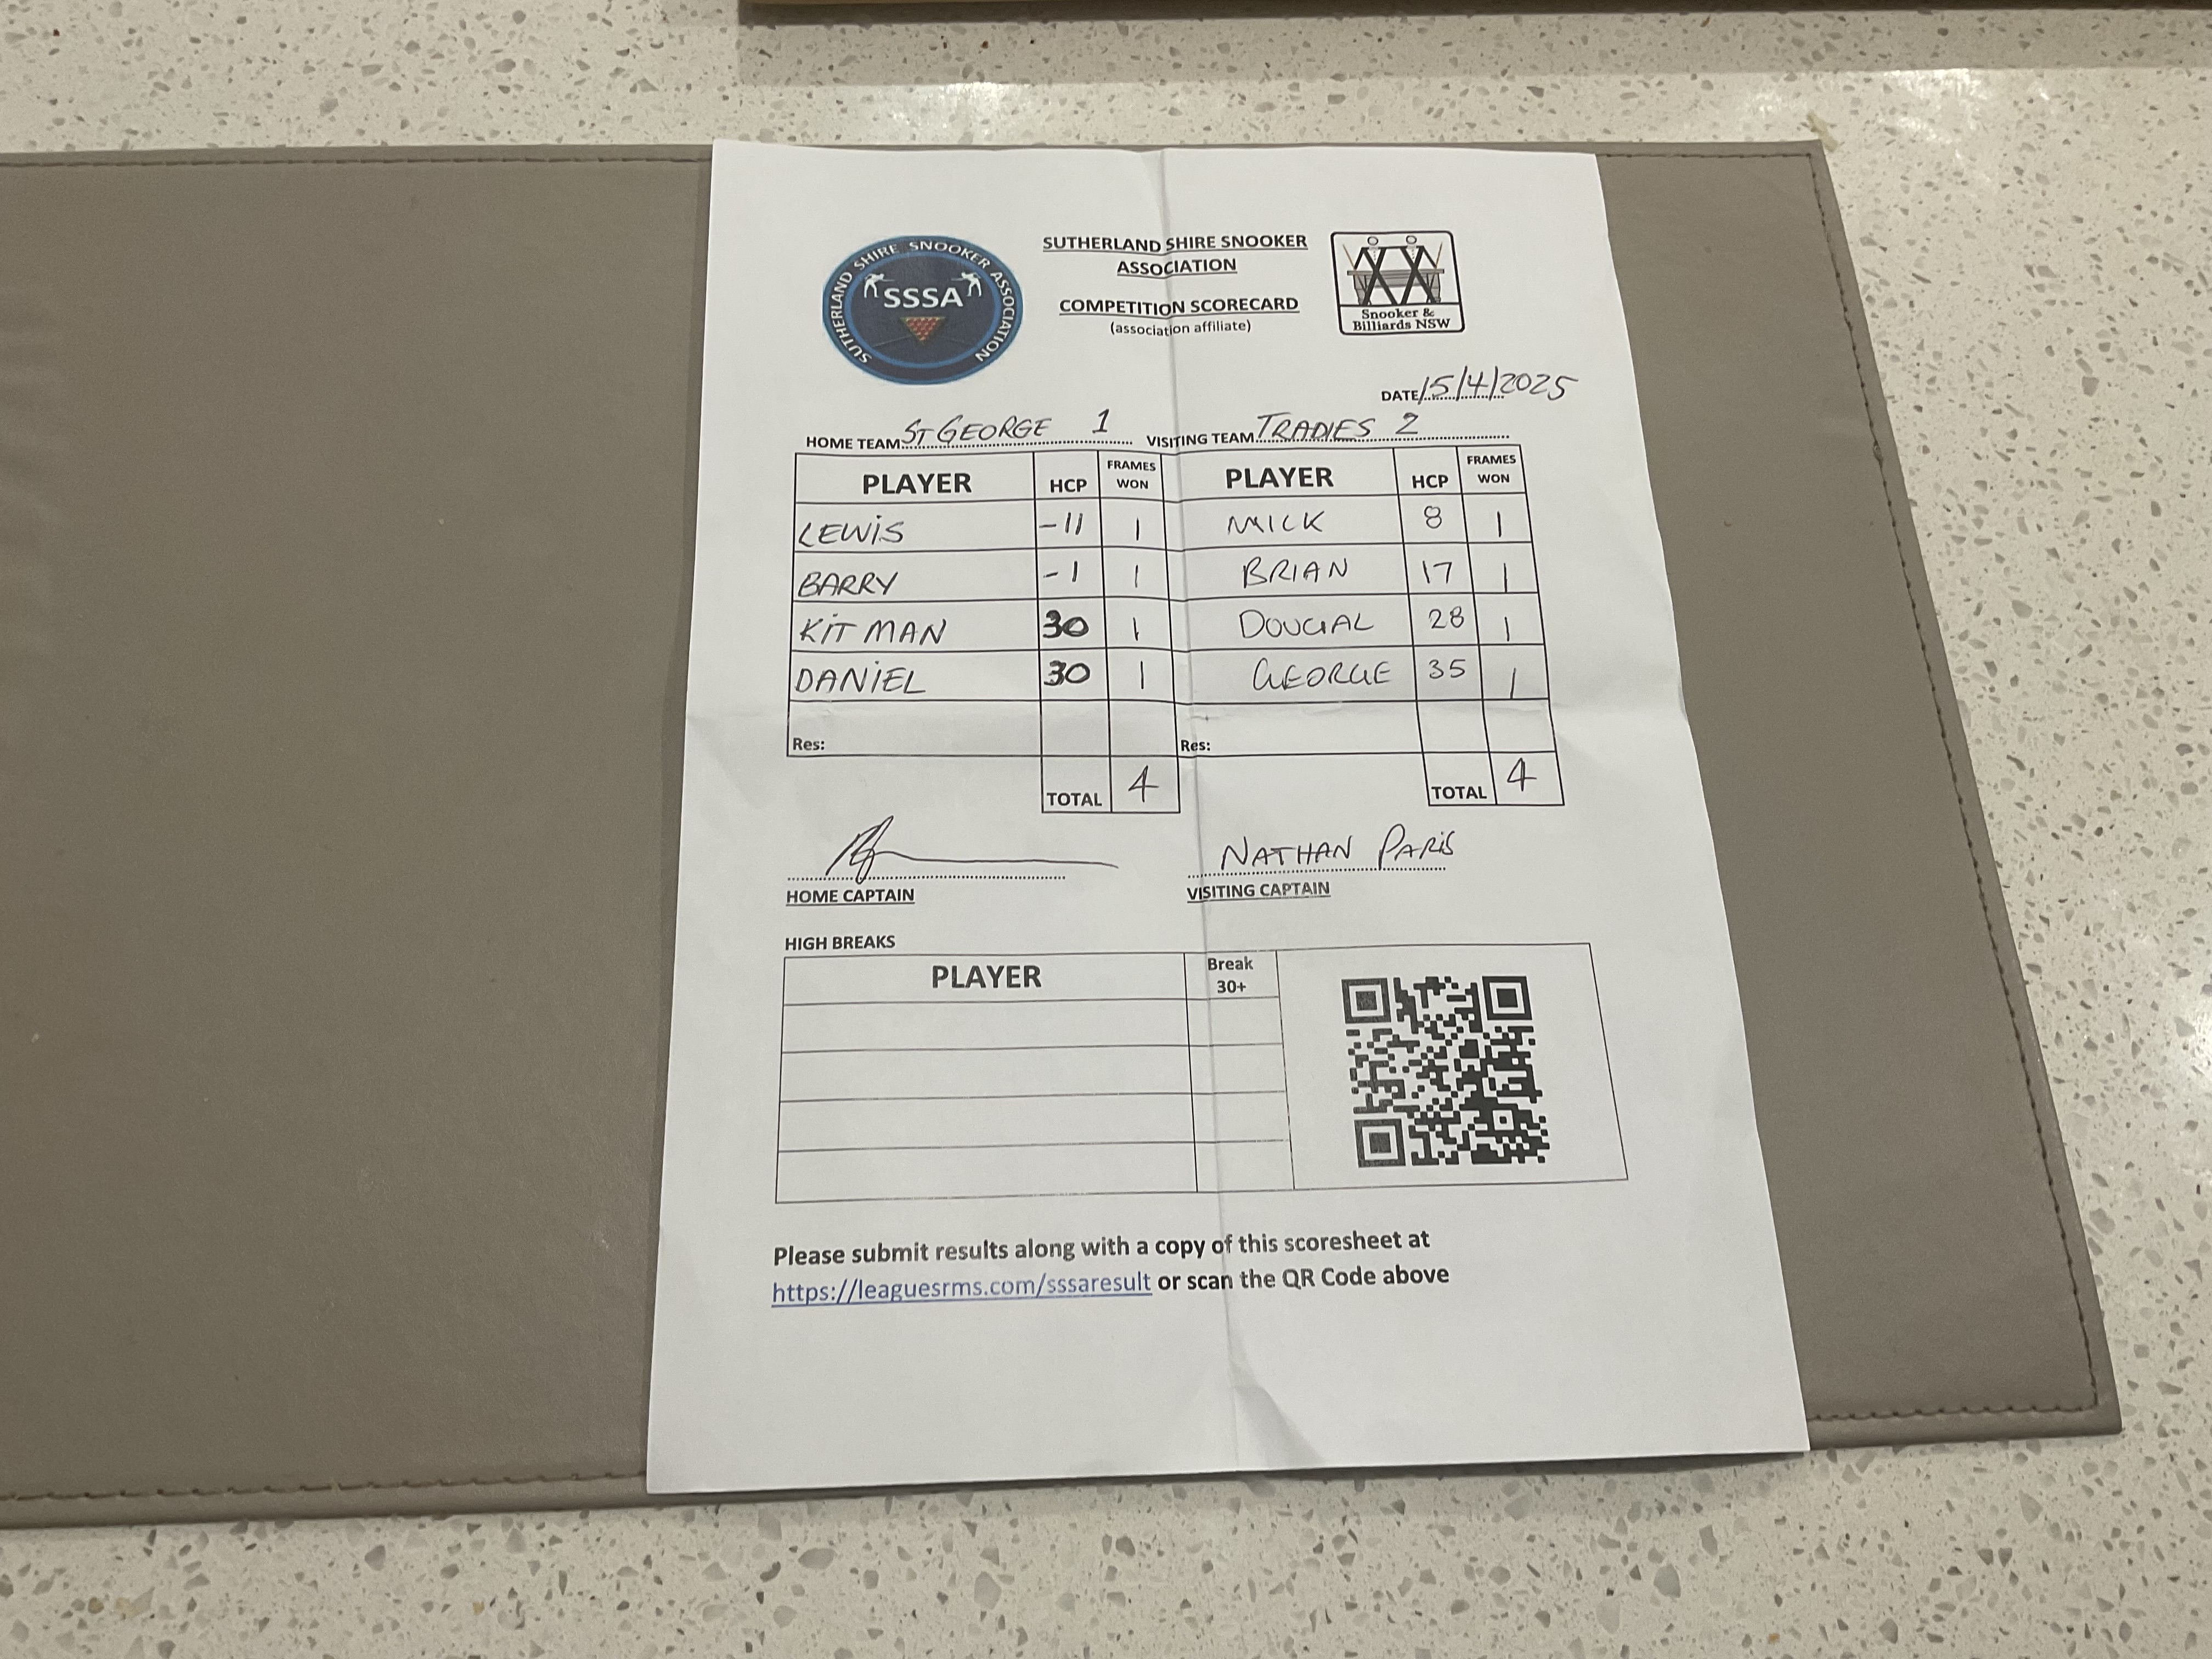 SUTHERLAND SHIRE SNOOKER ASSOCIATION
SSSA
SUTHERLAND SHIRE SNOOKER
ASSOCIATION
COMPETITION SCORECARD
(association affiliate)
Snooker &
Billiards NSW
DATE 15/4/2025
HOME TEAM ST GEORGE 1 VISITING TEAM TRADIES 2
PLAYER HCP FRAMES WON PLAYER HCP FRAMES WON
LEWIS -11 1 MICK 8 1
BARRY -1 1 BRIAN 17 1
KIT MAN 30 1 DOUGAL 28 1
DANIEL 30 1 GEORGE 35 1
Res: Res:
TOTAL 4 TOTAL 4
NATHAN PARIS
HOME CAPTAIN VISITING CAPTAIN
HIGH BREAKS
PLAYER Break 30+
Please submit results along with a copy of this scoresheet at
https://leaguesrms.com/sssaresult or scan the QR Code above